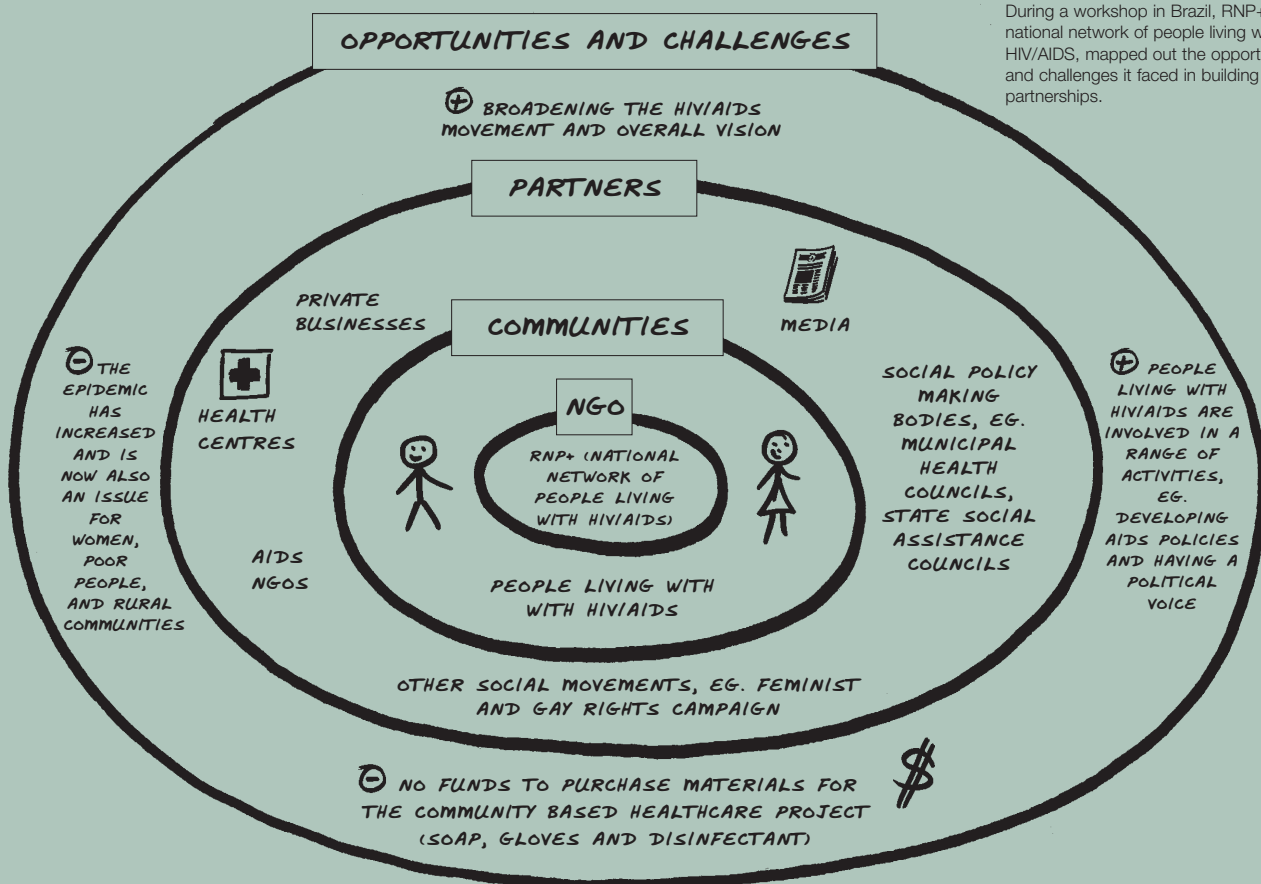 During a workshop in Brazil, RNP+
national network of people living
HIV/AIDS, mapped out the
and challenges it faced in building
partnerships.
OPPORTUNITIES AND CHALLENGES
+ BROADENING THE HIV/AIDS
MOVEMENT AND OVERALL VISION
PARTNERS
PRIVATE
BUSINESSES
MEDIA
COMMUNITIES
HEALTH
CENTRES
NGO
RNP+ (NATIONAL
NETWORK OF
PEOPLE LIVING
WITH HIV/AIDS)
SOCIAL POLICY
MAKING
BODIES, EG.
MUNICIPAL
HEALTH
COUNCILS,
STATE SOCIAL
ASSISTANCE
COUNCILS
- THE
EPIDEMIC
HAS
INCREASED
AND IS
NOW ALSO
AN ISSUE
FOR
WOMEN,
POOR
PEOPLE,
AND RURAL
COMMUNITIES
+ PEOPLE
LIVING WITH
HIV/AIDS ARE
INVOLVED IN A
RANGE OF
ACTIVITIES,
EG.
DEVELOPING
AIDS POLICIES
AND HAVING A
POLITICAL
VOICE
AIDS
NGOS
PEOPLE LIVING WITH
WITH HIV/AIDS
OTHER SOCIAL MOVEMENTS, EG. FEMINIST
AND GAY RIGHTS CAMPAIGN
- NO FUNDS TO PURCHASE MATERIALS FOR
THE COMMUNITY BASED HEALTHCARE PROJECT
(SOAP, GLOVES AND DISINFECTANT)
$